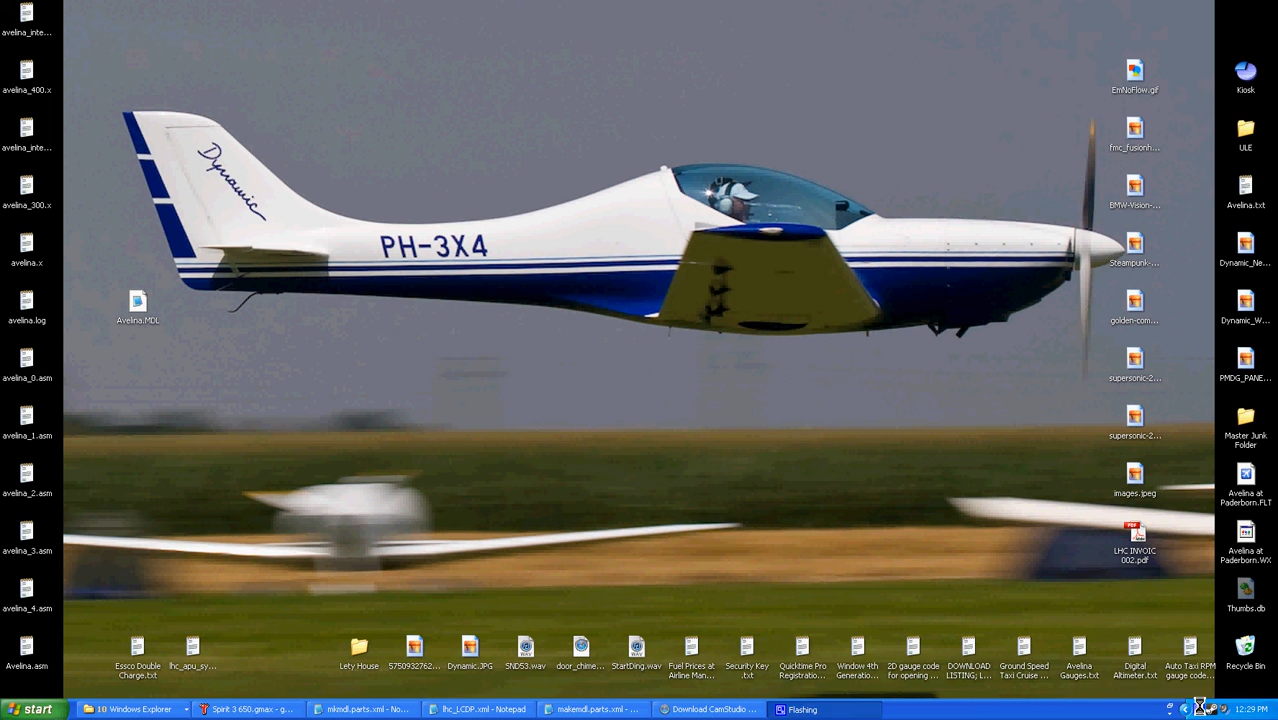 avelina_inte...
avelina_400.x
avelina_inte...
avelina_300.x
avelina.x
avelina.log
avelina_0.asm
avelina_1.asm
avelina_2.asm
avelina_3.asm
avelina_4.asm
Avelina.asm
Avelina.MDL
Dynamic
PH-3X4
EmNoFlow.gif
fmc_fusionh...
BMW-Vision-...
Steampunk-...
golden-com...
supersonic-2...
supersonic-2...
images.jpeg
PDF
LHC INVOIC
002.pdf
Kiosk
ULE
Avelina.txt
Dynamic_Ne...
Dynamic_W...
PMDG_PANE...
Master Junk
Folder
Avelina at
Paderborn.FLT
Avelina at
Paderborn.WX
Thumbs.db
Recycle Bin
Essco Double
Charge.txt
lhc_apu_sy...
Lety House
5750932762...
Dynamic.JPG
WAV
SND53.wav
door_chime...
WAV
StartDing.wav
Fuel Prices at
Airline Man...
Security Key
.txt
Quicktime Pro
Registratio...
Window 4th
Generatio...
2D gauge code
for opening ...
DOWNLOAD
LISTING; L...
Ground Speed
Taxi Cruise ...
Avelina
Gauges.txt
Digital
Altimeter.txt
Auto Taxi RPM
gauge code...
start
10 Windows Explorer
Spirit 3 650.gmax - g...
mkmdl.parts.xml - No...
lhc_LCDP.xml - Notepad
makemdl.parts.xml - ...
Download CamStudio ...
Flashing
12:29 PM